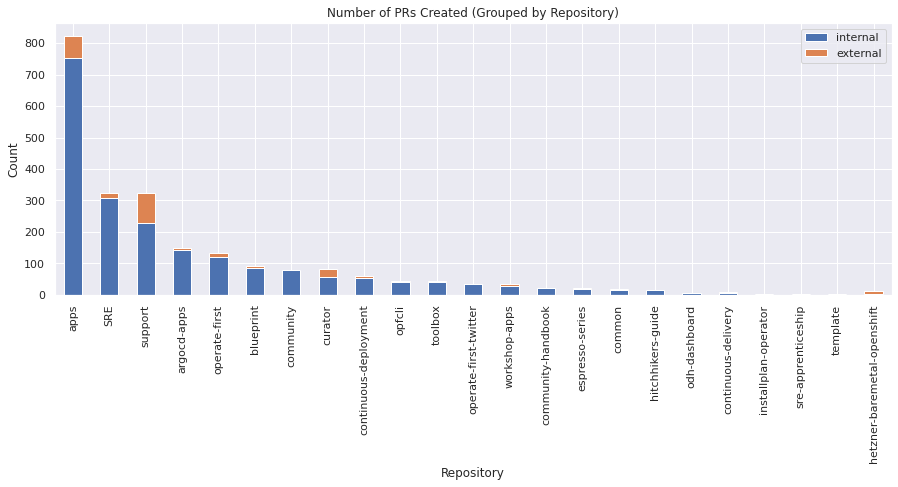 Number of PRs Created (Grouped by Repository)
internal
external
Count
800
700
600
500
400
300
200
100
0
apps
SRE
support
argocd-apps
operate-first
blueprint
community
curator
continuous-deployment
opfcli
toolbox
operate-first-twitter
workshop-apps
community-handbook
espresso-series
common
hitchhikers-guide
odh-dashboard
continuous-delivery
installplan-operator
sre-apprenticeship
template
hetzner-baremetal-openshift
Repository